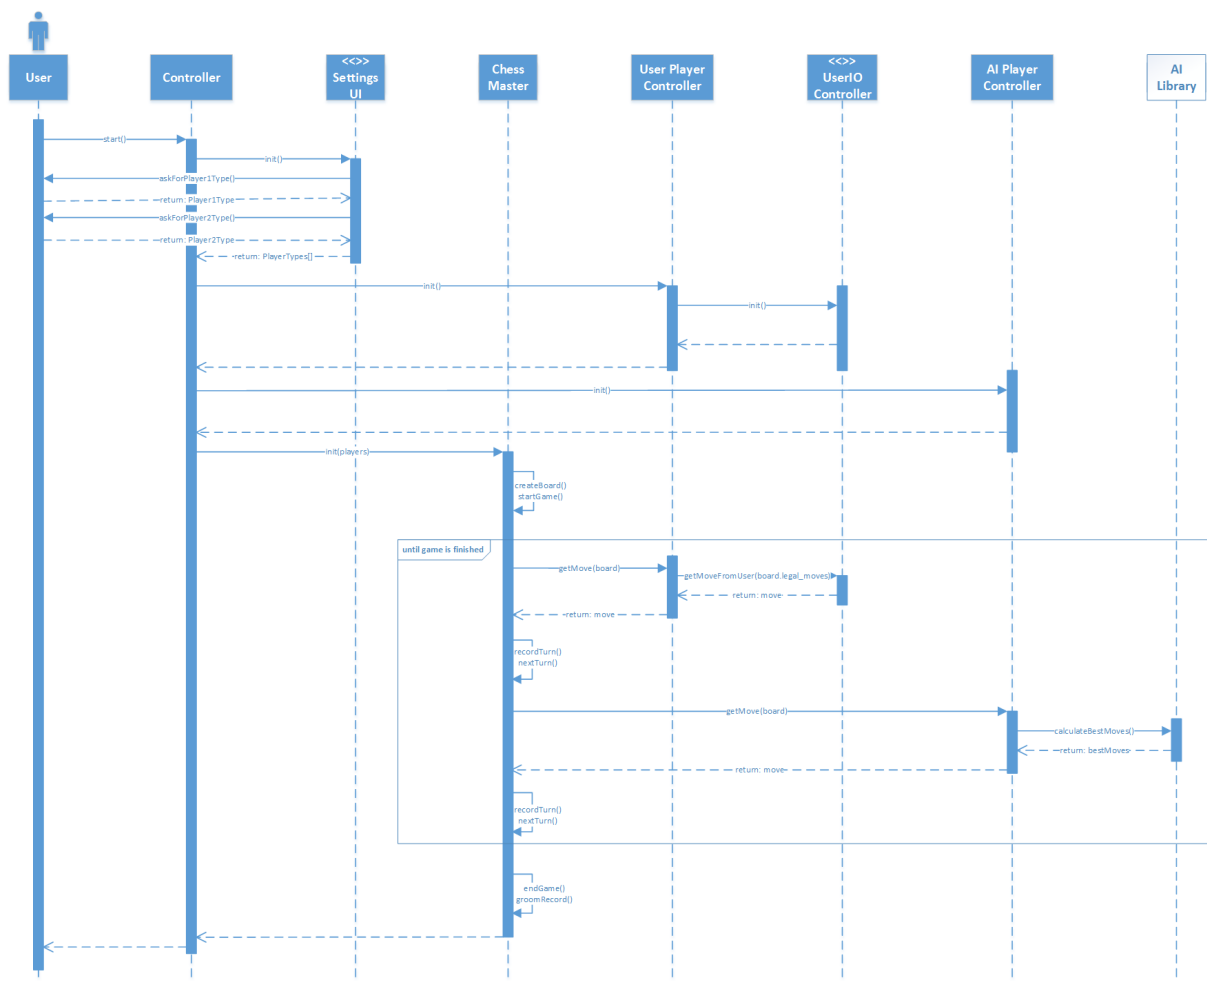 User
Controller
<<>>
Settings
UI
Chess
Master
User Player
Controller
<<>>
UserIO
Controller
AI Player
Controller
AI
Library
start()
init()
askForPlayer1Type()
return: Player1Type
askForPlayer2Type()
return: Player2Type
return: PlayerTypes[]
init()
init()
init()
init(players)
createBoard()
startGame()
until game is finished
getMove(board)
getMoveFromUser(board.legal_moves)
return: move
return: move
recordTurn()
nextTurn()
getMove(board)
calculateBestMoves()
return: bestMoves
return: move
recordTurn()
nextTurn()
endGame()
groomRecord()